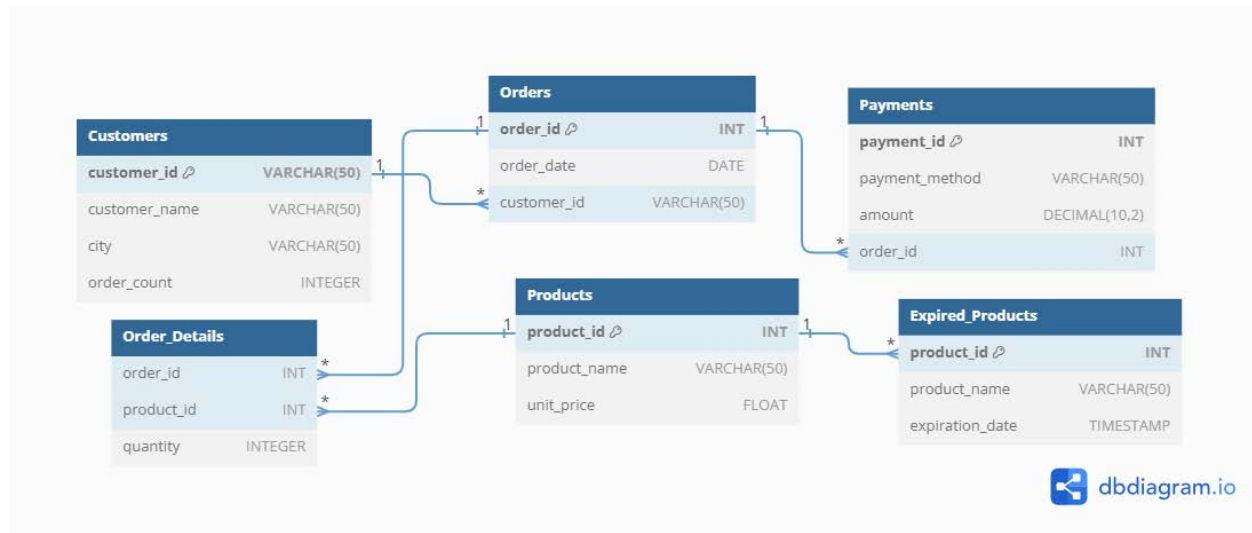 Customers
customer_id VARCHAR(50)
customer_name VARCHAR(50)
city VARCHAR(50)
order_count INTEGER
Orders
1 order_id INT 1
order_date DATE
1
* customer_id VARCHAR(50)
Payments
payment_id INT
payment_method VARCHAR(50)
amount DECIMAL(10,2)
* order_id INT
Order_Details
order_id INT *
product_id INT *
quantity INTEGER
Products
1 product_id INT 1
product_name VARCHAR(50)
unit_price FLOAT
Expired_Products
* product_id INT
product_name VARCHAR(50)
expiration_date TIMESTAMP
dbdiagram.io